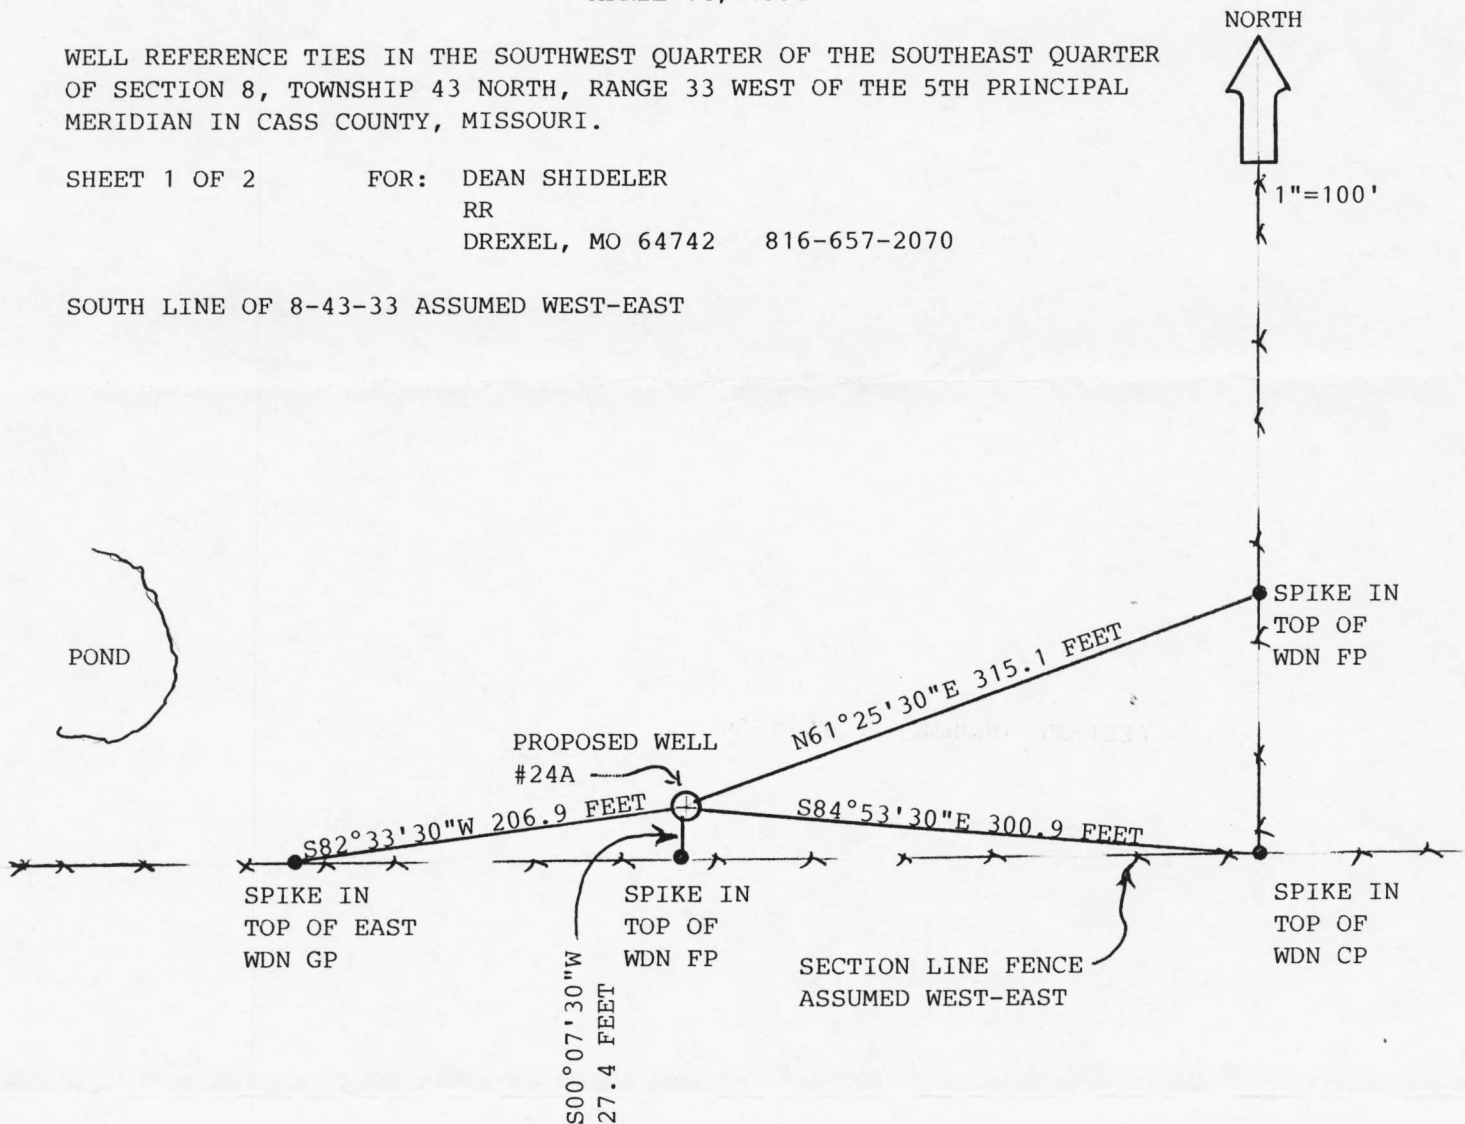 NORTH
WELL REFERENCE TIES IN THE SOUTHWEST QUARTER OF THE SOUTHEAST QUARTER
OF SECTION 8, TOWNSHIP 43 NORTH, RANGE 33 WEST OF THE 5TH PRINCIPAL
MERIDIAN IN CASS COUNTY, MISSOURI.
SHEET 1 OF 2 FOR: DEAN SHIDELER
RR
DREXEL, MO 64742 816-657-2070
1"=100'
SOUTH LINE OF 8-43-33 ASSUMED WEST-EAST
POND
SPIKE IN
TOP OF
WDN FP
N61°25'30"E 315.1 FEET
PROPOSED WELL
#24A
S82°33'30"W 206.9 FEET
S84°53'30"E 300.9 FEET
SPIKE IN
TOP OF EAST
WDN GP
SPIKE IN
TOP OF
WDN FP
SPIKE IN
TOP OF
WDN CP
SECTION LINE FENCE
ASSUMED WEST-EAST
S00°07'30"W
27.4 FEET